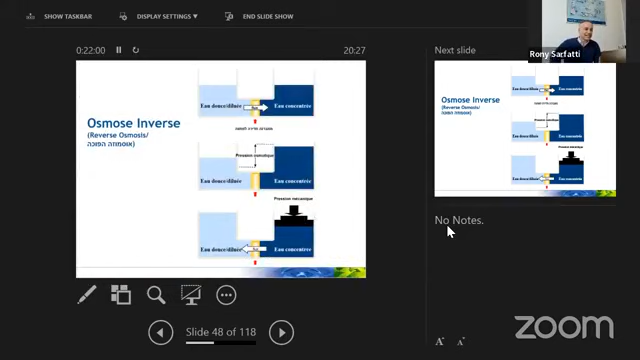 SHOW TASKBAR
DISPLAY SETTINGS ▼
END SLIDE SHOW
0:22:00
20:27
Osmose Inverse
(Reverse Osmosis/
אוסמוזה הפוכה)
Eau douce/diluée
Eau concentrée
Pression osmotique
Eau douce/diluée
Eau concentrée
Pression mécanique
Eau douce/diluée
Eau concentrée
Slide 48 of 118
Next slide
Osmose Inverse
(Reverse Osmosis/
אוסמוזה הפוכה)
No Notes.
A A
Rony Sarfatti
zoom